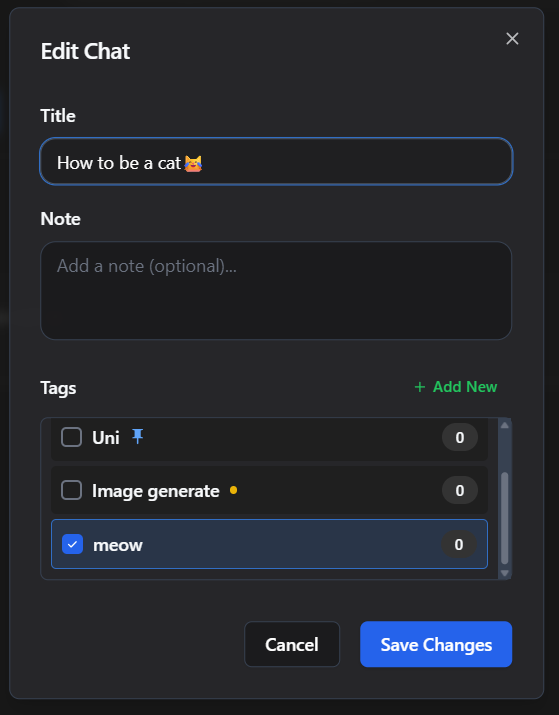 Edit Chat
Title
How to be a cat😹
Note
Add a note (optional)...
Tags
+ Add New
Uni 📌 0
Image generate 0
meow 0
Cancel Save Changes